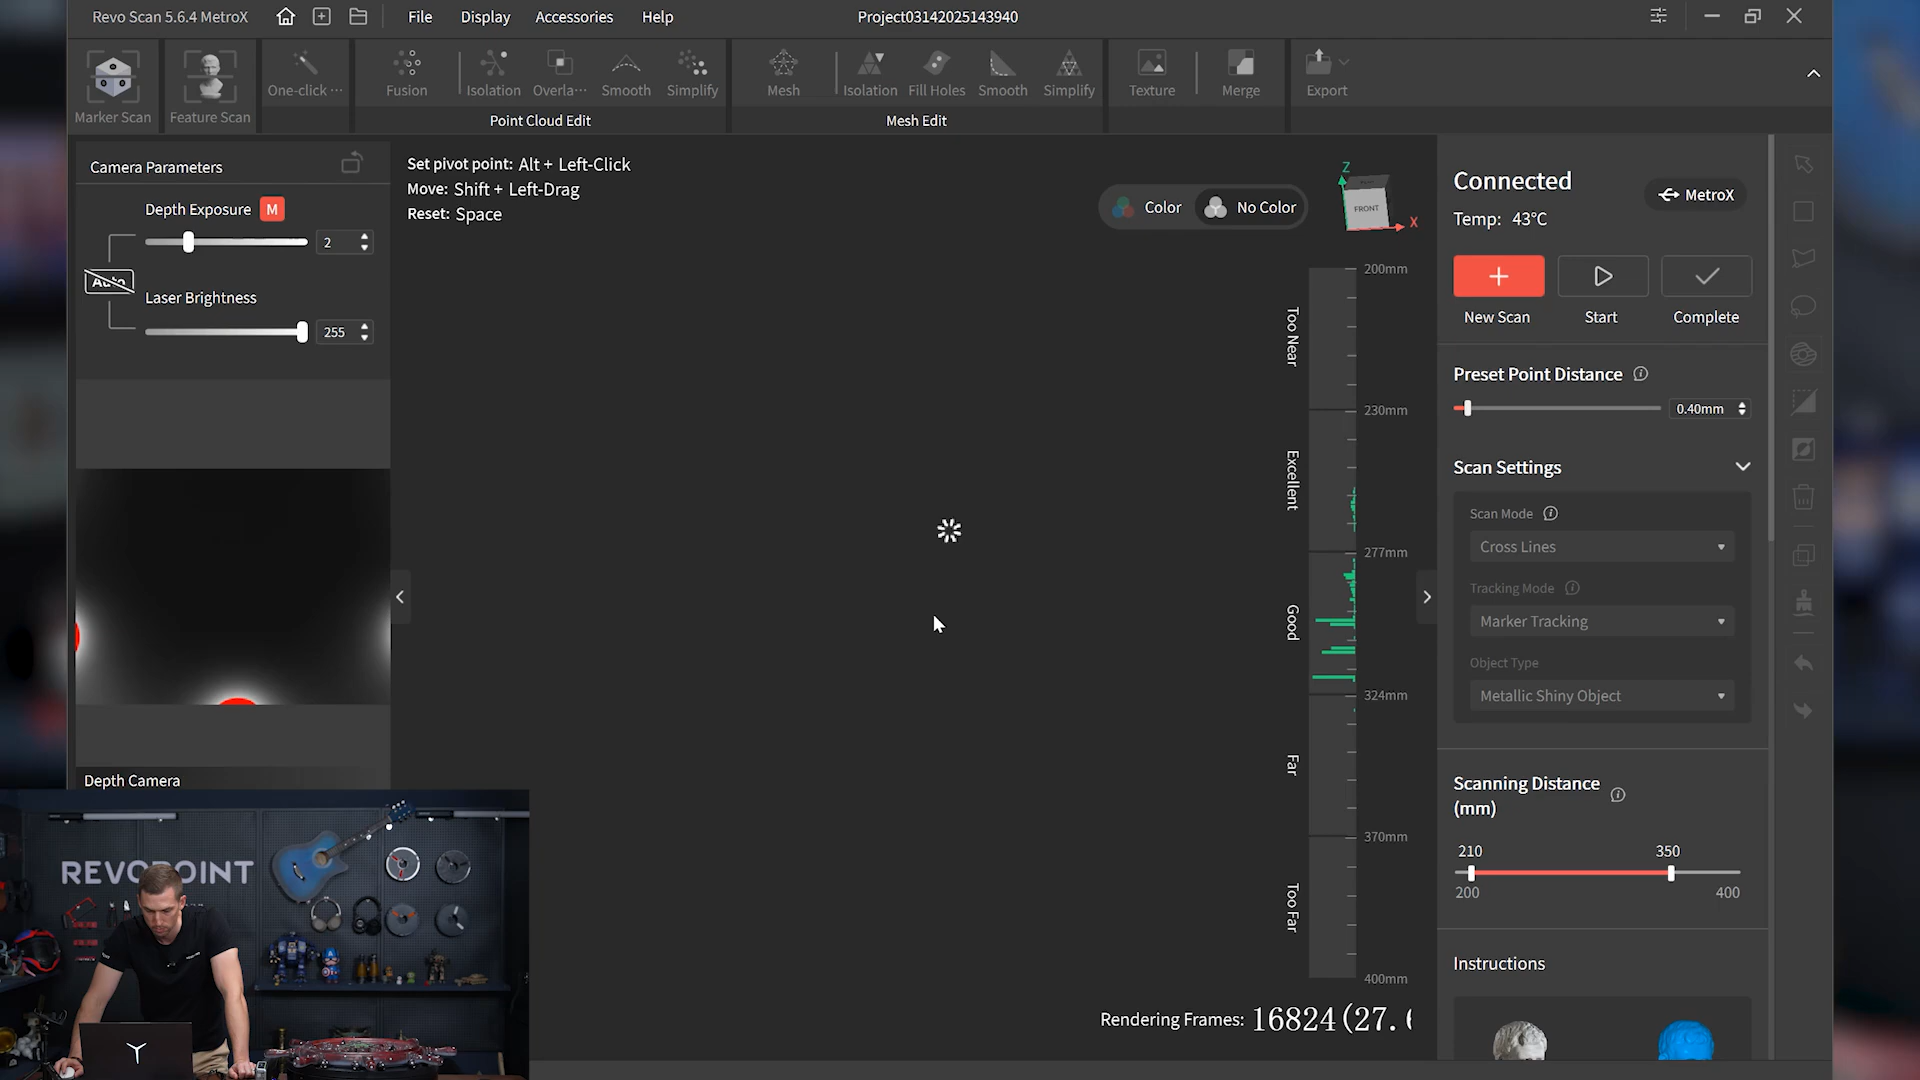 Revo Scan 5.6.4 MetroX
File
Display
Accessories
Help
Project03142025143940
Marker Scan
Feature Scan
One-click ···
Fusion
Isolation
Overla···
Smooth
Simplify
Point Cloud Edit
Mesh
Isolation
Fill Holes
Smooth
Simplify
Mesh Edit
Texture
Merge
Export
Camera Parameters
Depth Exposure M
2
Auto
Laser Brightness
255
Depth Camera
Set pivot point: Alt + Left-Click
Move: Shift + Left-Drag
Reset: Space
Color
No Color
Z
FRONT
X
200mm
Too Near
230mm
Excellent
277mm
Good
324mm
Far
370mm
Too Far
400mm
Rendering Frames: 16824(27.
Connected
MetroX
Temp: 43°C
New Scan
Start
Complete
Preset Point Distance
0.40mm
Scan Settings
Scan Mode
Cross Lines
Tracking Mode
Marker Tracking
Object Type
Metallic Shiny Object
Scanning Distance
(mm)
210
350
200
400
Instructions
REVOPOINT